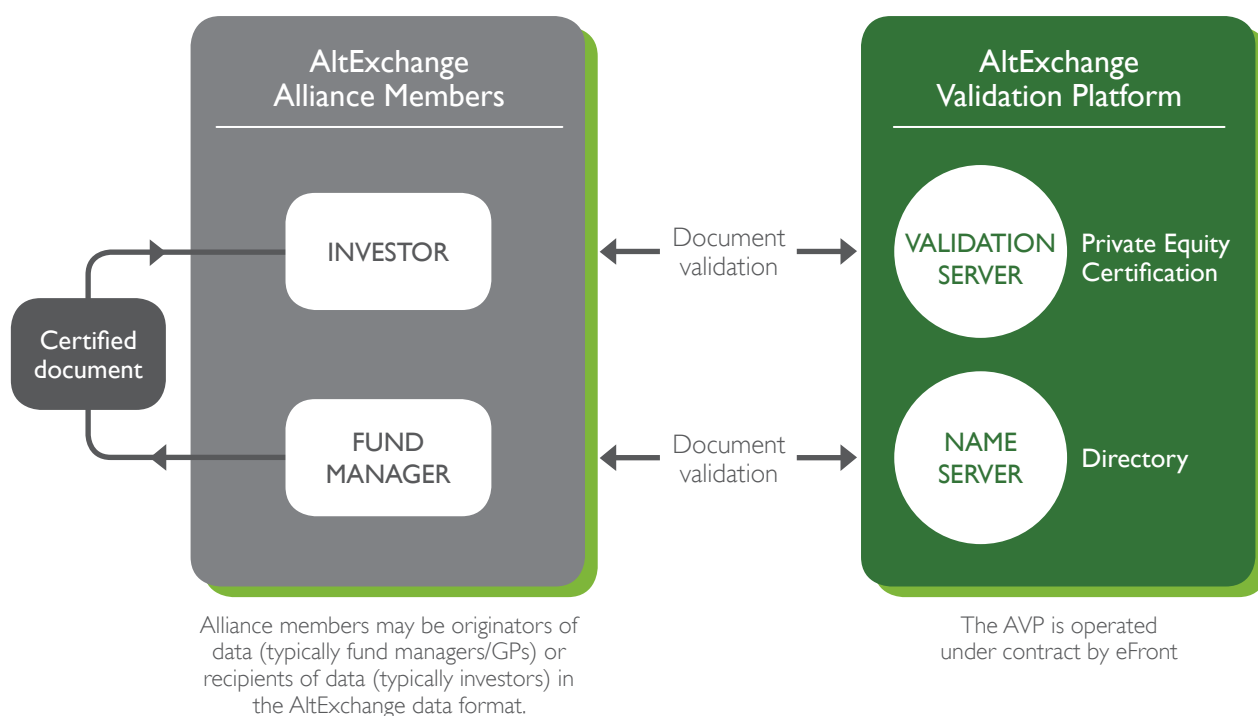 AltExchange
Alliance Members
AltExchange
Validation Platform
INVESTOR
Document
validation
VALIDATION
SERVER
Private Equity
Certification
Certified
document
FUND
MANAGER
Document
validation
NAME
SERVER
Directory
Alliance members may be originators of
data (typically fund managers/GPs) or
recipients of data (typically investors) in
the AltExchange data format.
The AVP is operated
under contract by eFront